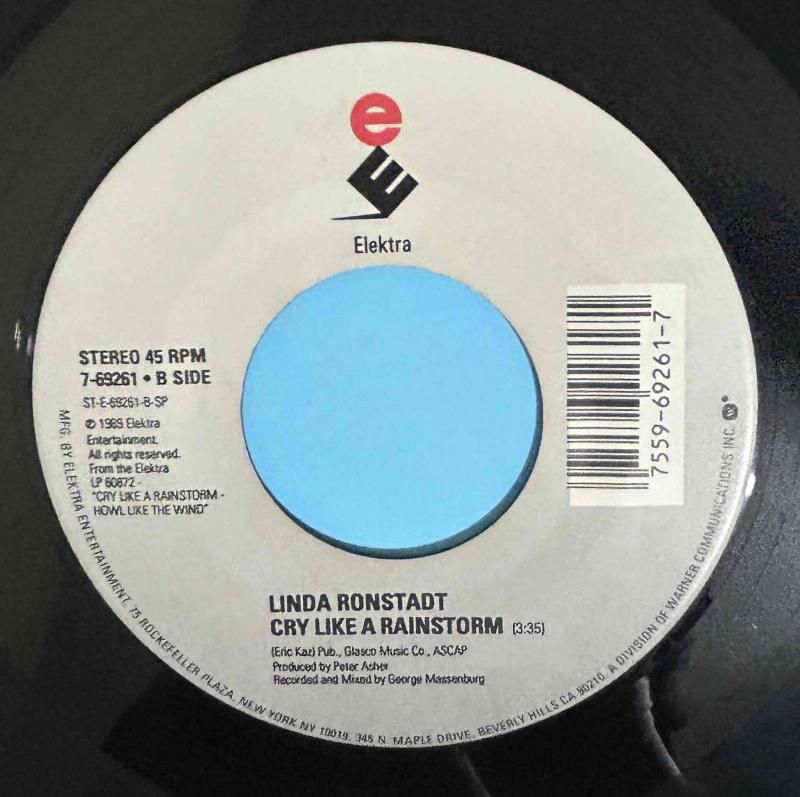 e
E
Elektra
STEREO 45 RPM
7-69261 • B SIDE
ST-E-69261-B-SP
℗ 1989 Elektra
Entertainment.
All rights reserved.
From the Elektra
LP 60872 -
"CRY LIKE A RAINSTORM -
HOWL LIKE THE WIND"
7559-69261-7
LINDA RONSTADT
CRY LIKE A RAINSTORM (3:35)
(Eric Kaz) Pub., Glasco Music Co., ASCAP
Produced by Peter Asher
Recorded and Mixed by George Massenburg
MFG. BY ELEKTRA ENTERTAINMENT, 75 ROCKEFELLER PLAZA, NEW YORK NY 10019, 345 N. MAPLE DRIVE, BEVERLY HILLS CA 90210, A DIVISION OF WARNER COMMUNICATIONS INC.